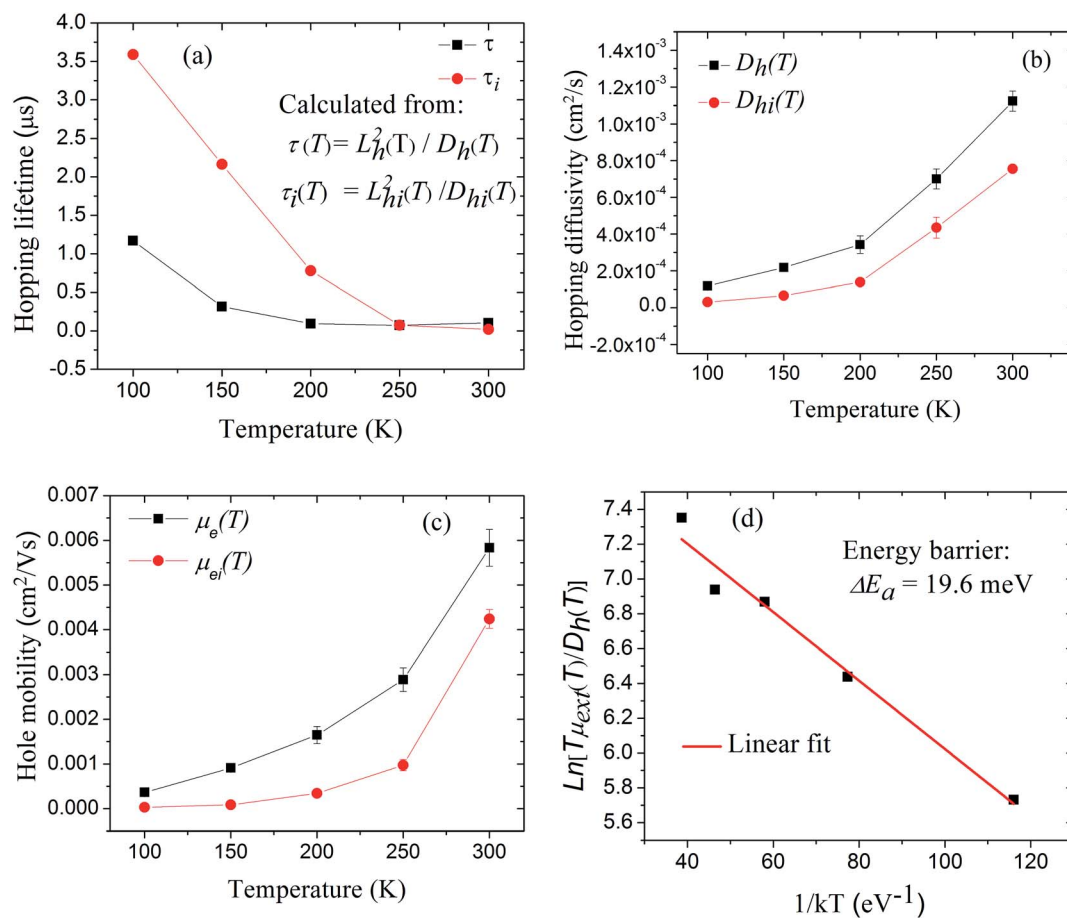 4.0
3.5
3.0
2.5
2.0
1.5
1.0
0.5
0.0
-0.5
Hopping lifetime (μs)
(a)
τ
τᵢ
Calculated from:
τ (T) = L²ₕ(T) / Dₕ(T)
τᵢ(T) = L²ₕᵢ(T) /Dₕᵢ(T)
100 150 200 250 300
Temperature (K)
1.4x10⁻³
1.2x10⁻³
1.0x10⁻³
8.0x10⁻⁴
6.0x10⁻⁴
4.0x10⁻⁴
2.0x10⁻⁴
0.0
-2.0x10⁻⁴
Hopping diffusivity (cm²/s)
(b)
Dₕ(T)
Dₕᵢ(T)
100 150 200 250 300
Temperature (K)
0.007
0.006
0.005
0.004
0.003
0.002
0.001
0.000
Hole mobility (cm²/Vs)
(c)
μₑ(T)
μₑᵢ(T)
100 150 200 250 300
Temperature (K)
7.4
7.2
7.0
6.8
6.6
6.4
6.2
6.0
5.8
5.6
Ln[Tμₑₓₜ(T)/Dₕ(T)]
(d)
Energy barrier:
ΔEₐ = 19.6 meV
Linear fit
40 60 80 100 120
1/kT (eV⁻¹)